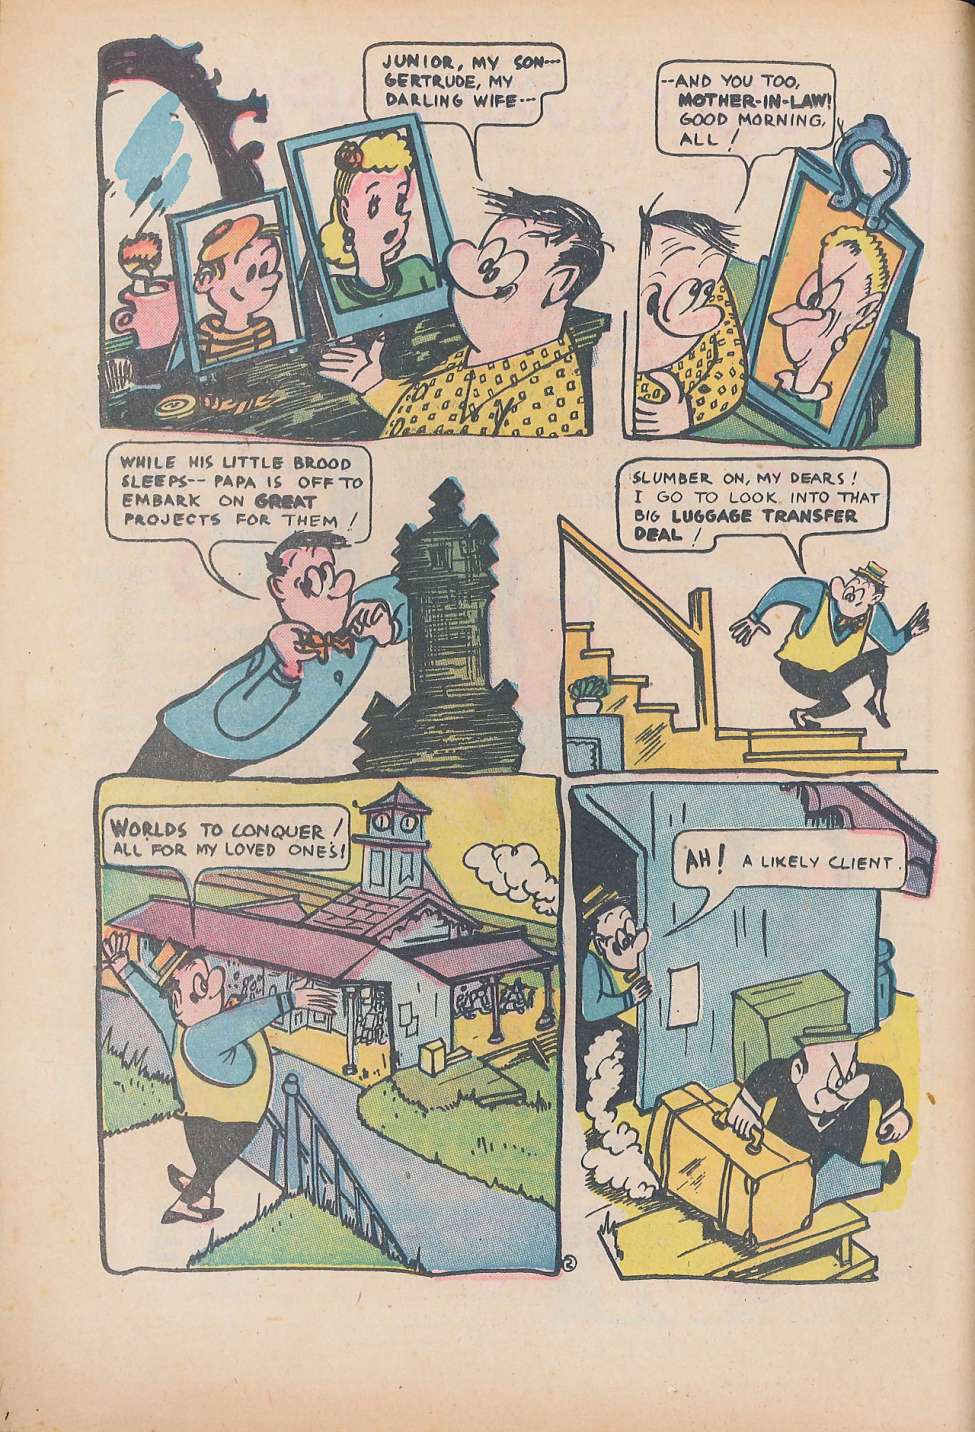 JUNIOR, MY SON---
GERTRUDE, MY
DARLING WIFE---
--AND YOU TOO,
MOTHER-IN-LAW!
GOOD MORNING,
ALL!
WHILE HIS LITTLE BROOD
SLEEPS-- PAPA IS OFF TO
EMBARK ON GREAT
PROJECTS FOR THEM!
SLUMBER ON, MY DEARS!
I GO TO LOOK INTO THAT
BIG LUGGAGE TRANSFER
DEAL!
WORLDS TO CONQUER!
ALL FOR MY LOVED ONES!
AH! A LIKELY CLIENT.
2